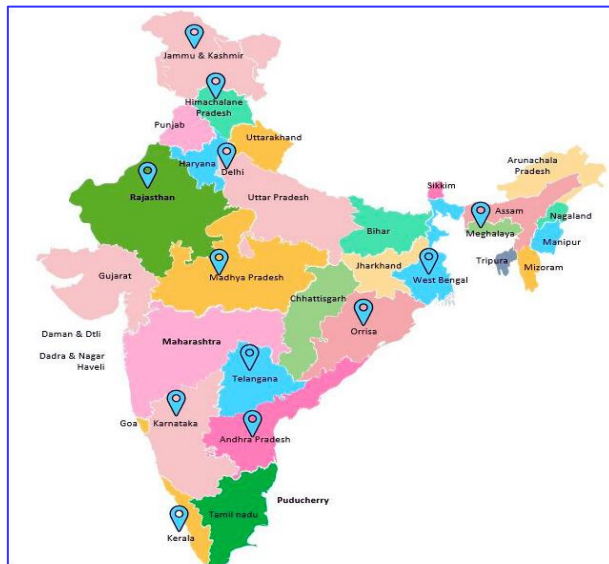 Jammu & Kashmir
Himachalane
Pradesh
Punjab
Uttarakhand
Haryana
Delhi
Arunachala
Pradesh
Rajasthan
Uttar Pradesh
Sikkim
Assam
Nagaland
Bihar
Meghalaya
Manipur
Gujarat
Madhya Pradesh
Jharkhand
West Bengal
Tripura
Mizoram
Chhattisgarh
Daman & Dtli
Maharashtra
Orrisa
Dadra & Nagar
Haveli
Telangana
Goa
Karnataka
Andhra Pradesh
Puducherry
Tamil nadu
Kerala